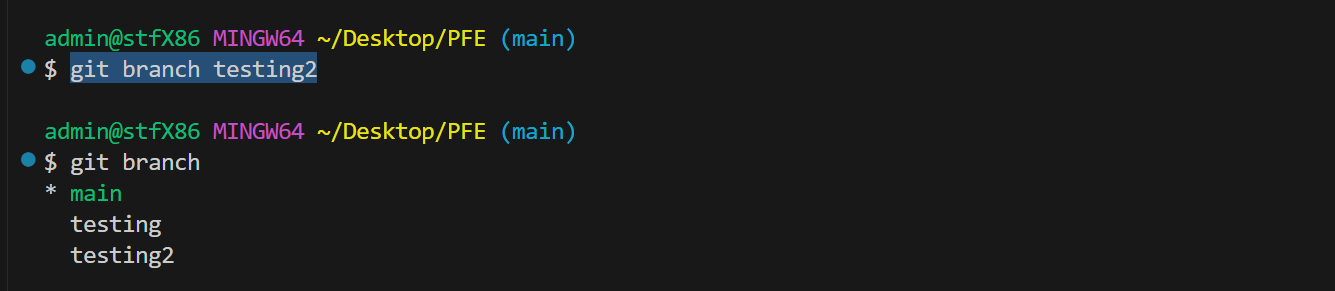 admin@stfX86 MINGW64 ~/Desktop/PFE (main)
$ git branch testing2
admin@stfX86 MINGW64 ~/Desktop/PFE (main)
$ git branch
* main
testing
testing2